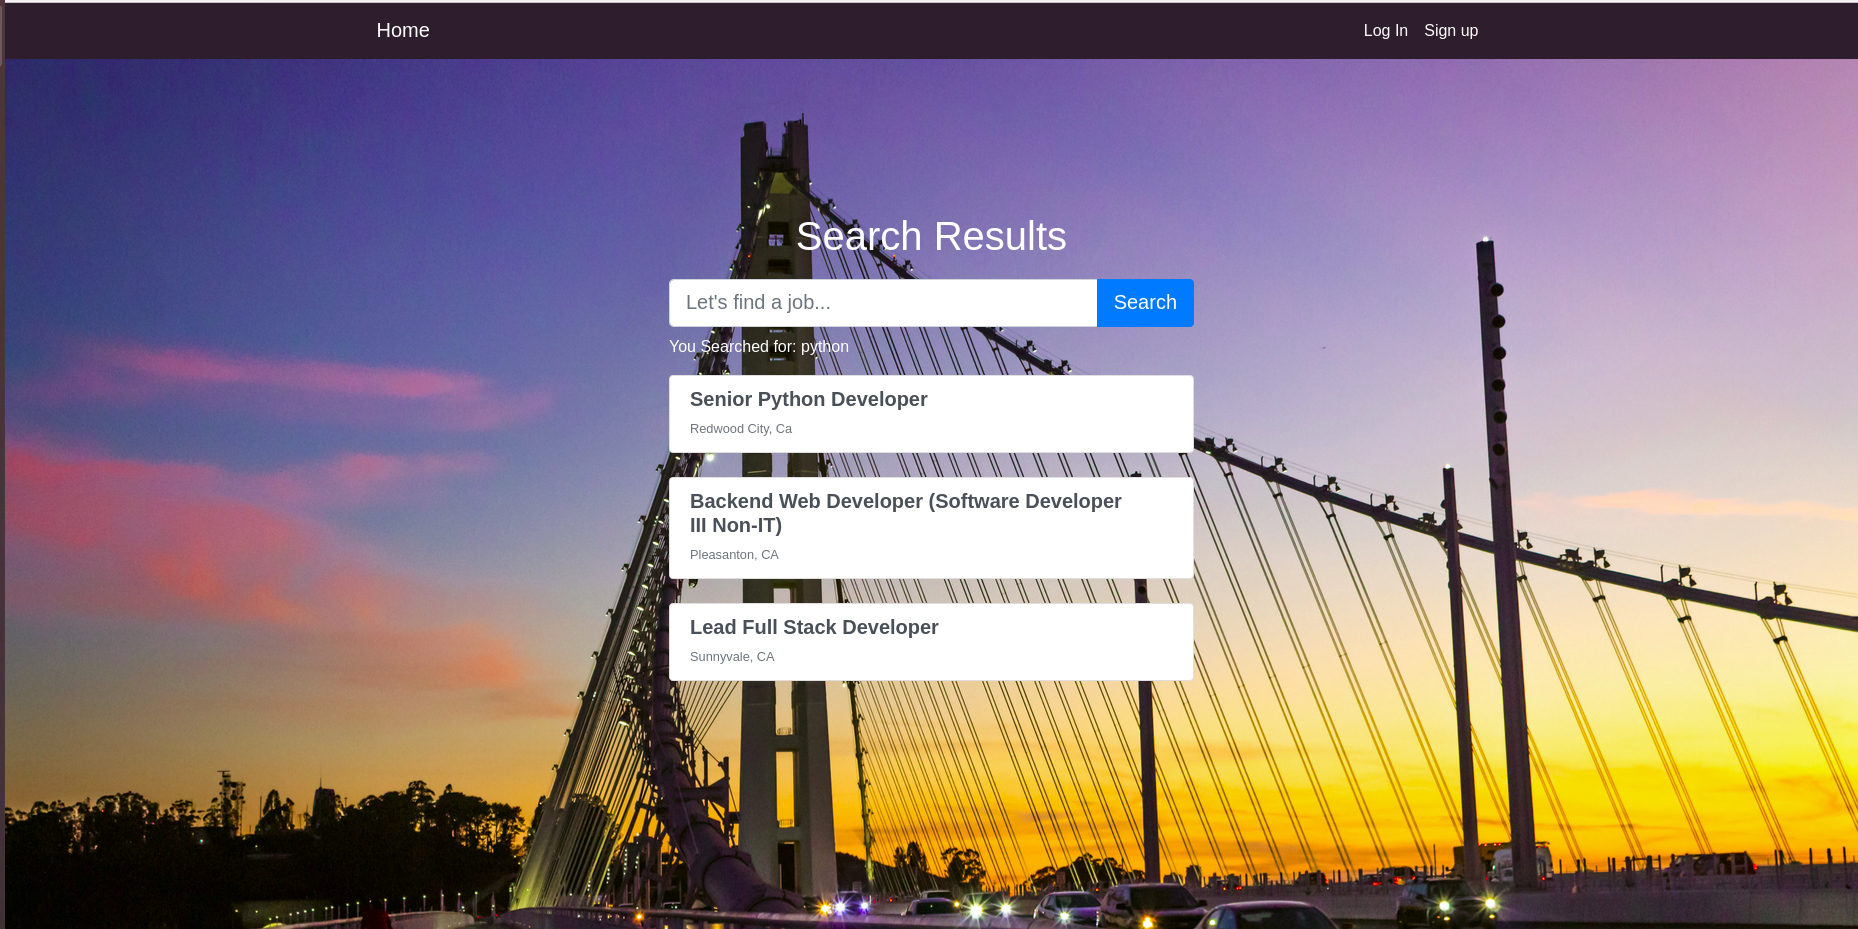 Home
Log In
Sign up
Search Results
Let's find a job...
Search
You Searched for: python
Senior Python Developer
Redwood City, Ca
Backend Web Developer (Software Developer
III Non-IT)
Pleasanton, CA
Lead Full Stack Developer
Sunnyvale, CA